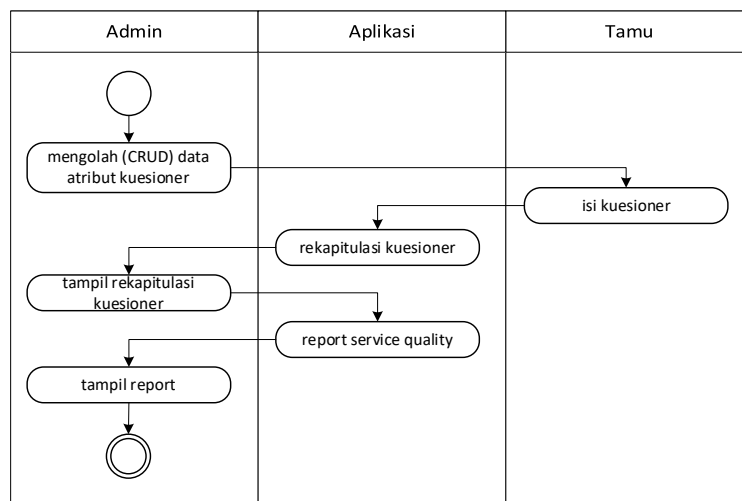 Admin
Aplikasi
Tamu
mengolah (CRUD) data
atribut kuesioner
isi kuesioner
rekapitulasi kuesioner
tampil rekapitulasi
kuesioner
report service quality
tampil report